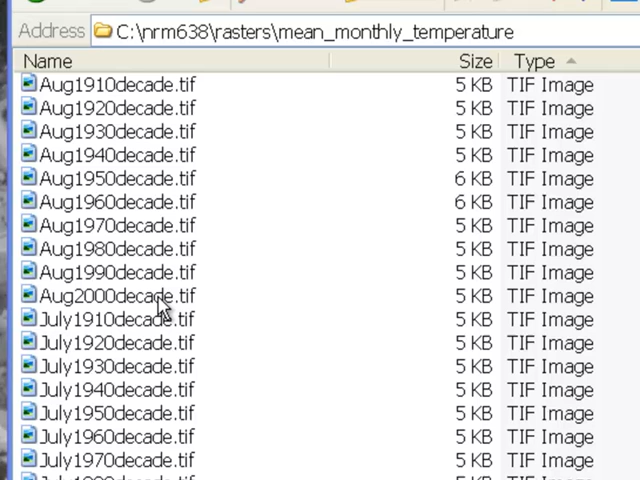 Address C:\nrm638\rasters\mean_monthly_temperature
Name Size Type
Aug1910decade.tif 5 KB TIF Image
Aug1920decade.tif 5 KB TIF Image
Aug1930decade.tif 5 KB TIF Image
Aug1940decade.tif 5 KB TIF Image
Aug1950decade.tif 6 KB TIF Image
Aug1960decade.tif 6 KB TIF Image
Aug1970decade.tif 5 KB TIF Image
Aug1980decade.tif 5 KB TIF Image
Aug1990decade.tif 5 KB TIF Image
Aug2000decade.tif 5 KB TIF Image
July1910decade.tif 5 KB TIF Image
July1920decade.tif 5 KB TIF Image
July1930decade.tif 5 KB TIF Image
July1940decade.tif 5 KB TIF Image
July1950decade.tif 5 KB TIF Image
July1960decade.tif 5 KB TIF Image
July1970decade.tif 5 KB TIF Image